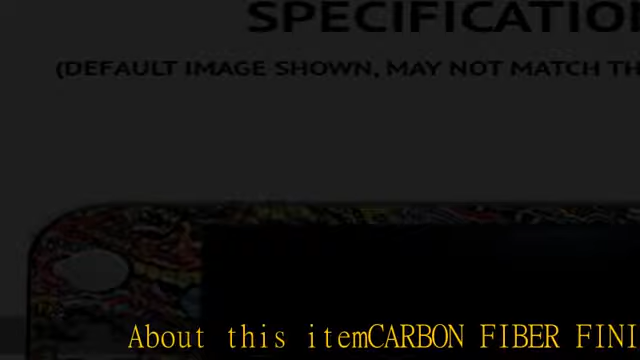 SPECIFICATIO
(DEFAULT IMAGE SHOWN, MAY NOT MATCH TH
About this itemCARBON FIBER FINI